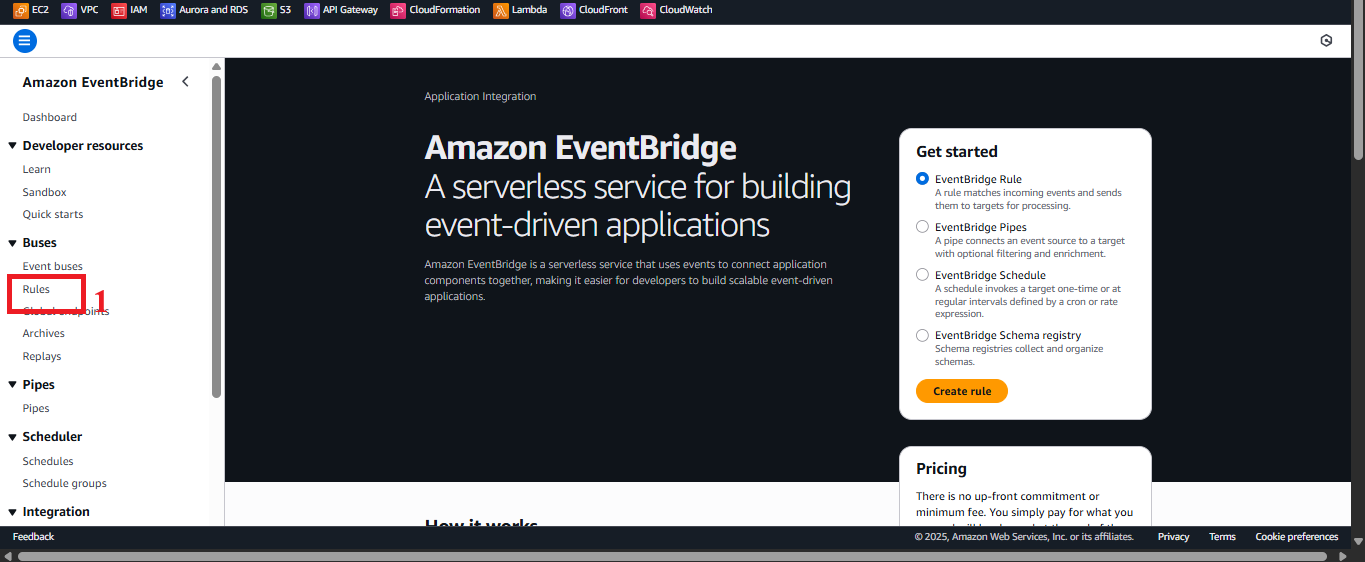 EC2 VPC IAM Aurora and RDS S3 API Gateway CloudFormation Lambda CloudFront CloudWatch
Amazon EventBridge
Dashboard
Developer resources
Learn
Sandbox
Quick starts
Buses
Event buses
Rules
1
Global endpoints
Archives
Replays
Pipes
Pipes
Scheduler
Schedules
Schedule groups
Integration
Application Integration
Amazon EventBridge
A serverless service for building
event-driven applications
Amazon EventBridge is a serverless service that uses events to connect application
components together, making it easier for developers to build scalable event-driven
applications.
Get started
EventBridge Rule
A rule matches incoming events and sends
them to targets for processing.
EventBridge Pipes
A pipe connects an event source to a target
with optional filtering and enrichment.
EventBridge Schedule
A schedule invokes a target one-time or at
regular intervals defined by a cron or rate
expression.
EventBridge Schema registry
Schema registries collect and organize
schemas.
Create rule
Pricing
There is no up-front commitment or
minimum fee. You simply pay for what you
How it works
Feedback
© 2025, Amazon Web Services, Inc. or its affiliates. Privacy Terms Cookie preferences